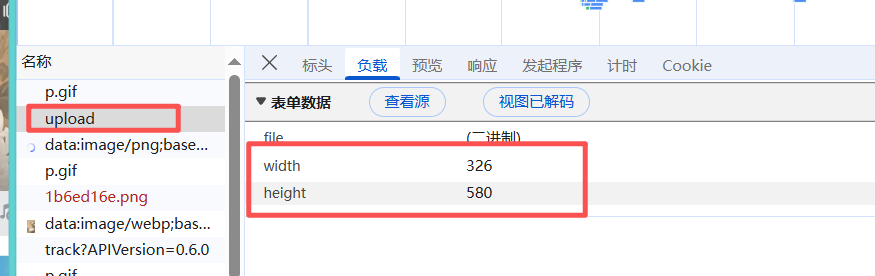 名称
p.gif
upload
data:image/png;base...
p.gif
1b6ed16e.png
data:image/webp;bas...
track?APIVersion=0.6.0
p.gif
标头 负载 预览 响应 发起程序 计时 Cookie
表单数据 查看源 视图已解码
file (二进制)
width 326
height 580